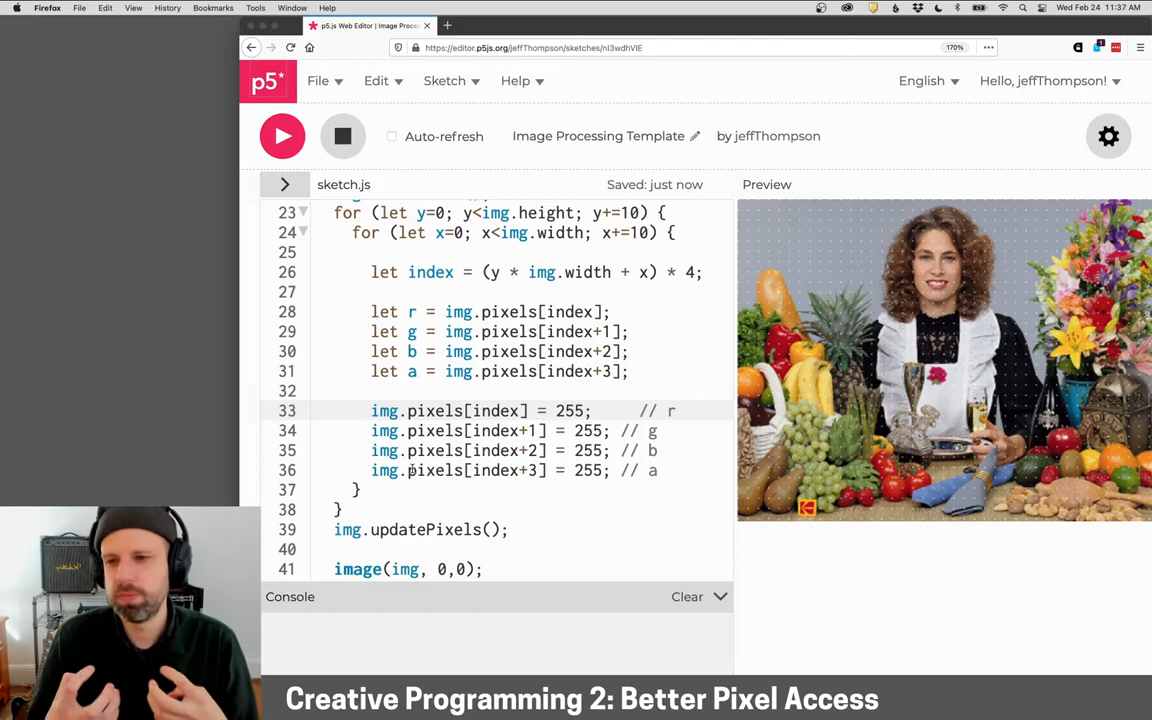 Firefox File Edit View History Bookmarks Tools Window Help Wed Feb 24 11:37 AM
p5.js Web Editor | Image Proces
https://editor.p5js.org/jeffThompson/sketches/nI3wdhVIE 170%
p5* File Edit Sketch Help English Hello, jeffThompson!
Auto-refresh Image Processing Template by jeffThompson
sketch.js Saved: just now Preview
23 for (let y=0; y<img.height; y+=10) {
24 for (let x=0; x<img.width; x+=10) {
25
26 let index = (y * img.width + x) * 4;
27
28 let r = img.pixels[index];
29 let g = img.pixels[index+1];
30 let b = img.pixels[index+2];
31 let a = img.pixels[index+3];
32
33 img.pixels[index] = 255; // r
34 img.pixels[index+1] = 255; // g
35 img.pixels[index+2] = 255; // b
36 img.pixels[index+3] = 255; // a
37 }
38 }
39 img.updatePixels();
40
41 image(img, 0,0);
Console Clear
Creative Programming 2: Better Pixel Access